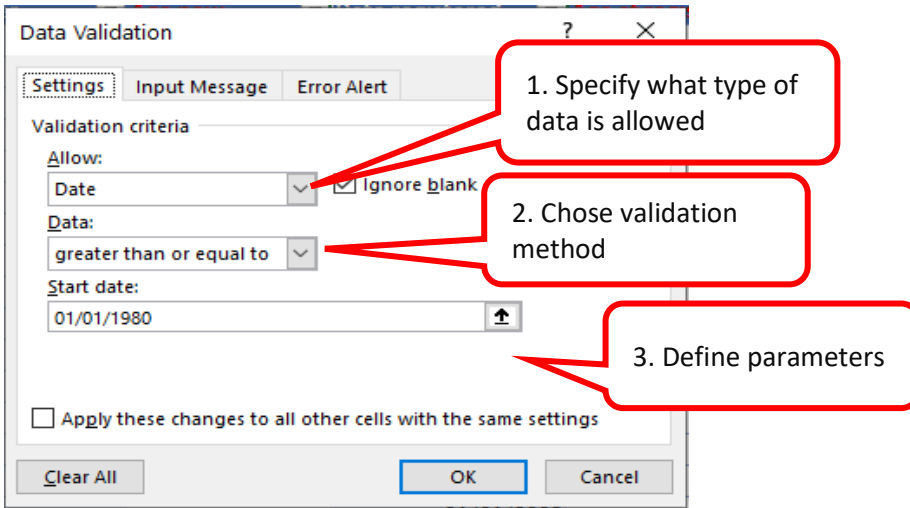 Data Validation ?
Settings Input Message Error Alert
1. Specify what type of
data is allowed
Validation criteria
Allow:
Date
Ignore blank
Data:
greater than or equal to
2. Chose validation
method
Start date:
01/01/1980
3. Define parameters
Apply these changes to all other cells with the same settings
Clear All OK Cancel